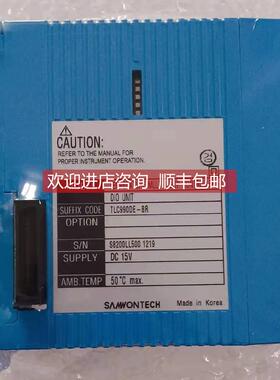 CAUTION:
REFER TO THE MANUAL FOR
PROPER INSTRUMENT OPERATION.
欢迎进店咨询 顺丰包邮
DIO UNIT
SUFFIX CODE TLC990DE-8R
OPTION
S/N S8200LL500 1219
SUPPLY DC 15V
AMB.TEMP 50°C max.
SAMWONTECH Made in Korea